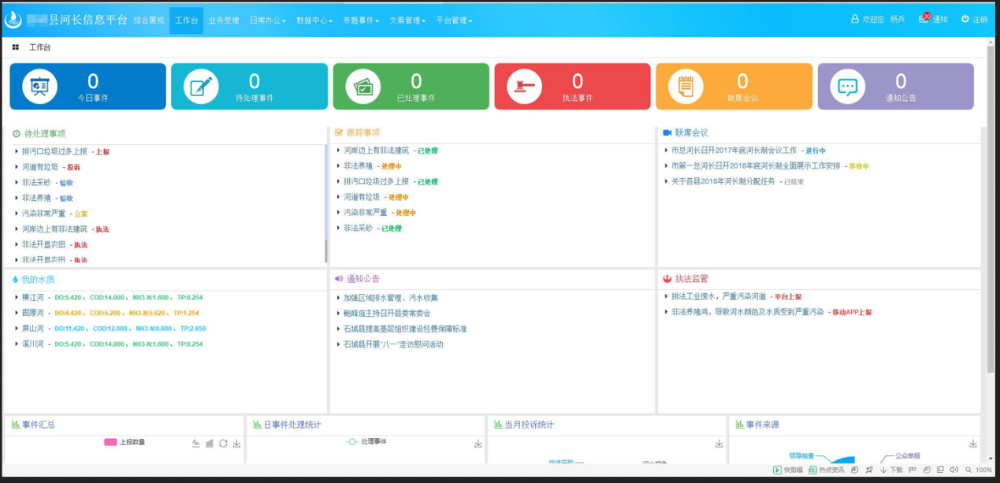 县河长信息平台 综合展视 工作台 业务受理 日常办公 数据中心 专题事件 文案管理 平台管理 欢迎您 杨兵 30 通知 注销
工作台
0 今日事件
0 待处理事件
0 已处理事件
0 执法事件
0 联席会议
0 通知公告
待处理事项
排污口垃圾过多上报 - 上报
河道有垃圾 - 投诉
非法采砂 - 验收
非法养殖 - 验收
污染非常严重 - 立案
河岸边上有非法建筑 - 执法
非法开垦农田 - 执法
非法开垦农田 - 执法
跟踪事项
河岸边上有非法建筑 - 已处理
非法养殖 - 处理中
排污口垃圾过多上报 - 已处理
河道有垃圾 - 处理中
污染非常严重 - 处理中
非法采砂 - 已处理
联席会议
市总河长召开2017年底河长制会议工作 - 进行中
市第一总河长召开2018年底河长制全面展示工作安排 - 等待中
关于各县2018年河长制分配任务 - 已结束
我的水质
横江河 - DO:5.420、 COD:14.000、 NH3-N:1.600、 TP:0.254
固厚河 - DO:4.420、 COD:5.200、 NH3-N:5.620、 TP:1.254
屏山河 - DO:11.420、 COD:12.000、 NH3-N:0.600、 TP:2.650
溪川河 - DO:5.420、 COD:14.000、 NH3-N:1.600、 TP:0.254
通知公告
加强区域排水管理、污水收集
鲍峰庭主持召开县委常委会
石城县提高基层组织建设经费保障标准
石城县开展"八一"走访慰问活动
执法监管
排法工业废水，严重污染河道 - 平台上报
非法养殖鸡，导致河水颜色及水质受到严重污染 - 移动APP上报
事件汇总
上报数量
日事件处理统计
处理事件
当月投诉统计
非法采砂
事件来源
领导抽查 公众举报
快剪辑 热点资讯 下载 100%